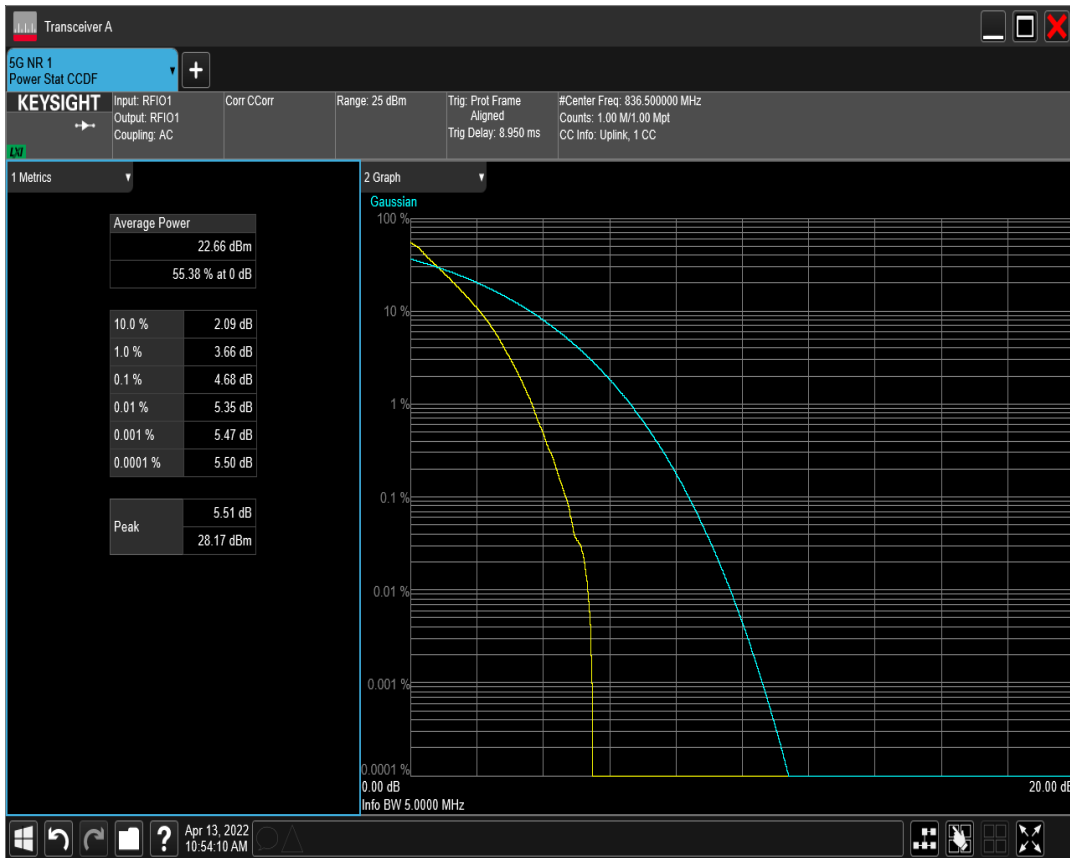 Transceiver A
5G NR 1
Power Stat CCDF
+
KEYSIGHT
LXI
Input: RFIO1
Output: RFIO1
Coupling: AC
Corr CCorr
Range: 25 dBm
Trig: Prot Frame
Aligned
Trig Delay: 8.950 ms
#Center Freq: 836.500000 MHz
Counts: 1.00 M/1.00 Mpt
CC Info: Uplink, 1 CC
1 Metrics
Average Power
22.66 dBm
55.38 % at 0 dB
10.0 % 2.09 dB
1.0 % 3.66 dB
0.1 % 4.68 dB
0.01 % 5.35 dB
0.001 % 5.47 dB
0.0001 % 5.50 dB
Peak
5.51 dB
28.17 dBm
2 Graph
Gaussian
100 %
10 %
1 %
0.1 %
0.01 %
0.001 %
0.0001 %
0.00 dB 20.00 dB
Info BW 5.0000 MHz
?
Apr 13, 2022
10:54:10 AM